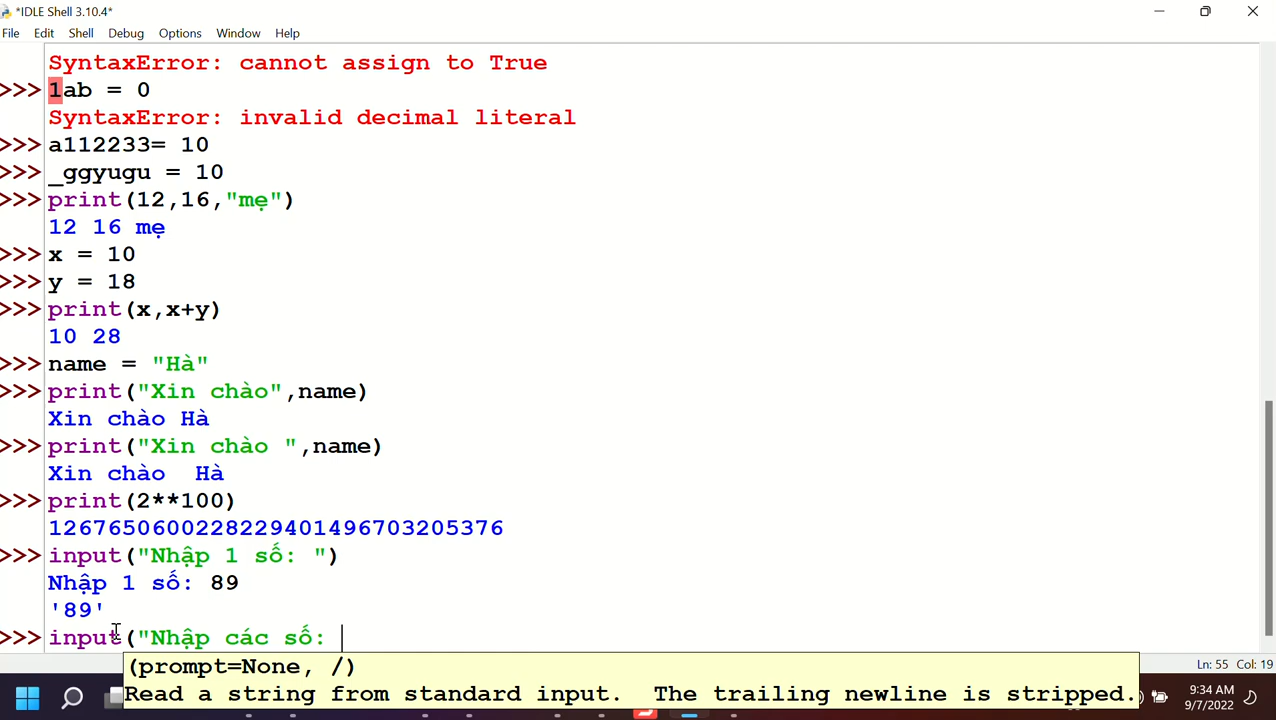 *IDLE Shell 3.10.4*
File Edit Shell Debug Options Window Help
SyntaxError: cannot assign to True
>>> 1ab = 0
SyntaxError: invalid decimal literal
>>> a112233= 10
>>> _ggyugu = 10
>>> print(12,16,"mẹ")
12 16 mẹ
>>> x = 10
>>> y = 18
>>> print(x,x+y)
10 28
>>> name = "Hà"
>>> print("Xin chào",name)
Xin chào Hà
>>> print("Xin chào ",name)
Xin chào  Hà
>>> print(2**100)
1267650600228229401496703205376
>>> input("Nhập 1 số: ")
Nhập 1 số: 89
'89'
>>> input("Nhập các số: 
(prompt=None, /)
Read a string from standard input.  The trailing newline is stripped.
Ln: 55 Col: 19
9:34 AM
9/7/2022